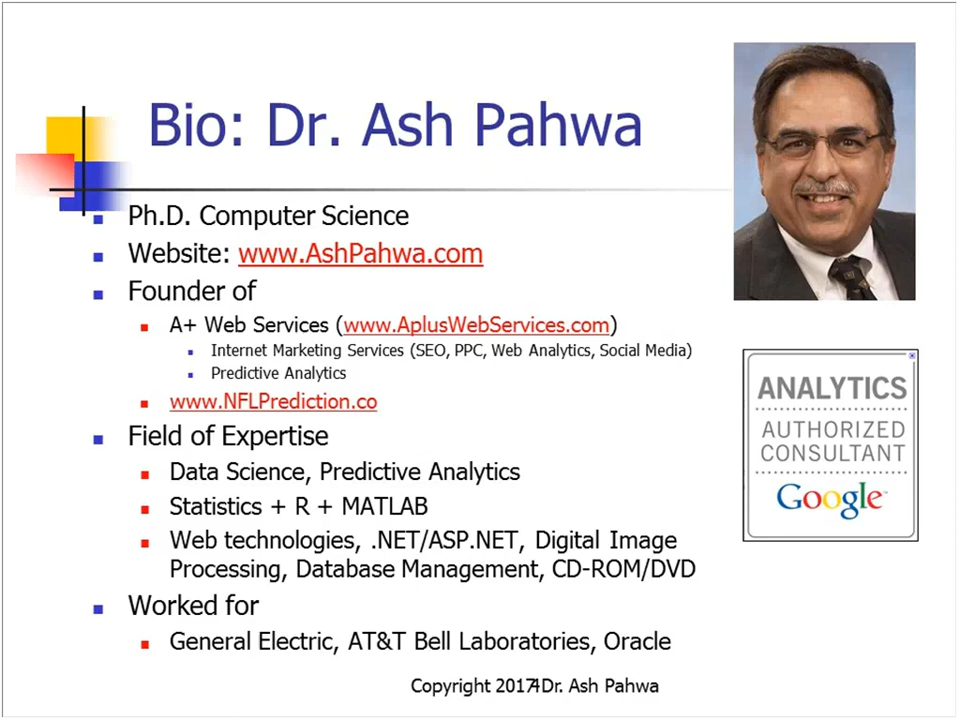 Bio: Dr. Ash Pahwa
Ph.D. Computer Science
Website: www.AshPahwa.com
Founder of
A+ Web Services (www.AplusWebServices.com)
Internet Marketing Services (SEO, PPC, Web Analytics, Social Media)
Predictive Analytics
www.NFLPrediction.co
Field of Expertise
Data Science, Predictive Analytics
Statistics + R + MATLAB
Web technologies, .NET/ASP.NET, Digital Image
Processing, Database Management, CD-ROM/DVD
Worked for
General Electric, AT&T Bell Laboratories, Oracle
ANALYTICS
AUTHORIZED
CONSULTANT
Google™
Copyright 2017 Dr. Ash Pahwa